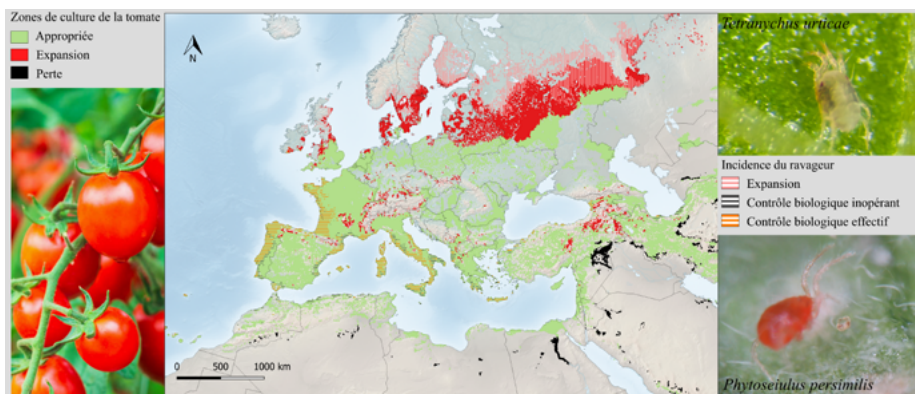 Zones de culture de la tomate
Appropriée
Expansion
Perte
N
0 500 1000 km
Tetranychus urticae
Incidence du ravageur
Expansion
Contrôle biologique inopérant
Contrôle biologique effectif
Phytoseiulus persimilis